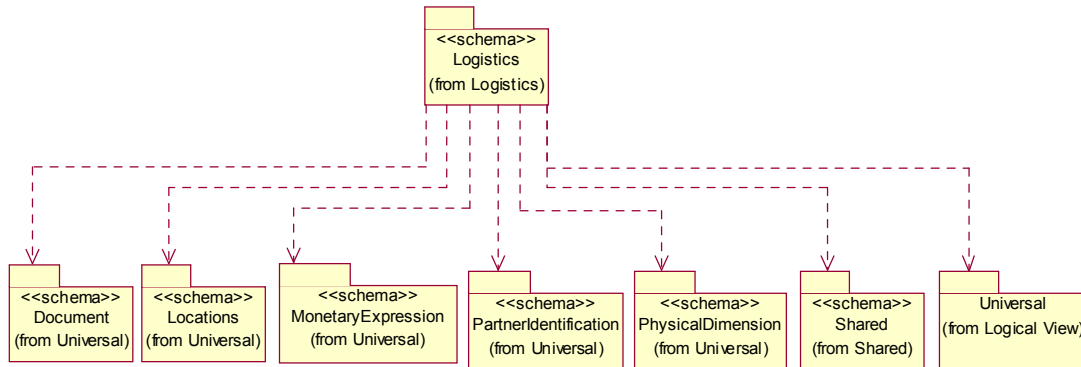 <<schema>>
Logistics
(from Logistics)
<<schema>>
Document
(from Universal)
<<schema>>
Locations
(from Universal)
<<schema>>
MonetaryExpression
(from Universal)
<<schema>>
PartnerIdentification
(from Universal)
<<schema>>
PhysicalDimension
(from Universal)
<<schema>>
Shared
(from Shared)
Universal
(from Logical View)